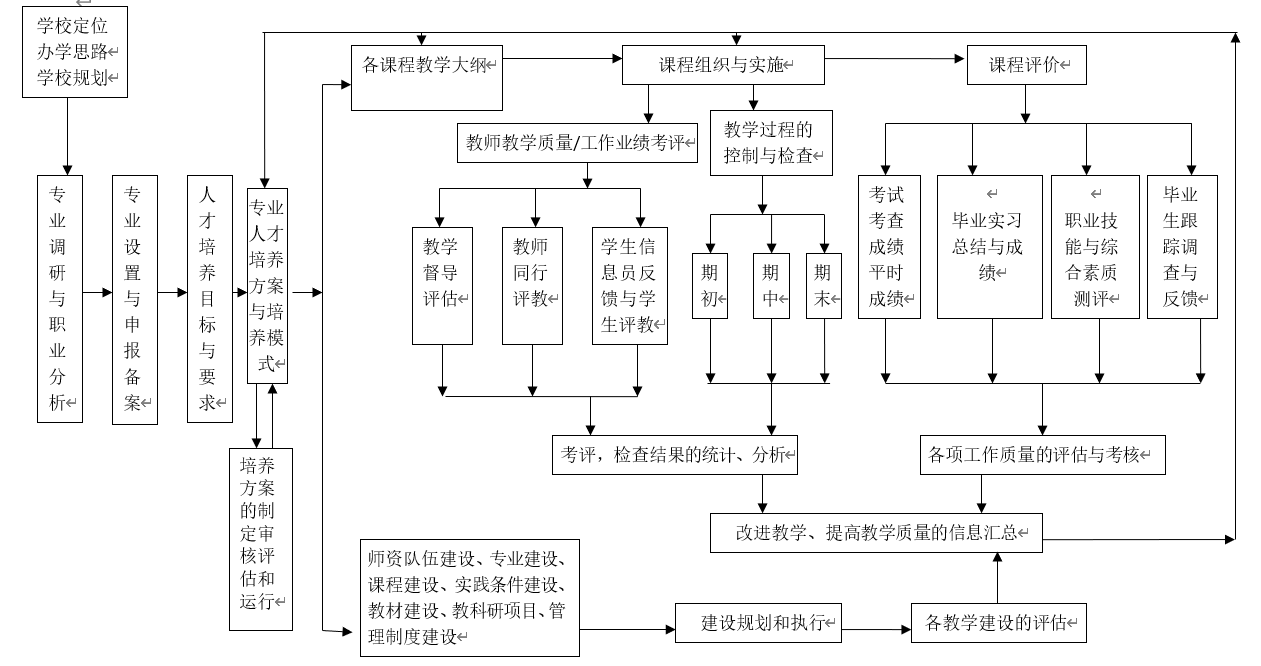 学校定位
办学思路
学校规划
专
业
调
研
与
职
业
分
析
专
业
设
置
与
申
报
备
案
人
才
培
养
目
标
与
要
求
专业
人才
培养
方案
与培
养模
式
培养
方案
的制
定审
核评
估和
运行
各课程教学大纲
课程组织与实施
课程评价
教师教学质量/工作业绩考评
教学过程的
控制与检查
教学
督导
评估
教师
同行
评教
学生信
息员反
馈与学
生评教
期
初
期
中
期
末
考试
考查
成绩
平时
成绩
毕业实习
总结与成
绩
职业技
能与综
合素质
测评
毕业
生跟
踪调
查与
反馈
考评，检查结果的统计、分析
各项工作质量的评估与考核
改进教学、提高教学质量的信息汇总
师资队伍建设、专业建设、
课程建设、实践条件建设、
教材建设、教科研项目、管
理制度建设
建设规划和执行
各教学建设的评估